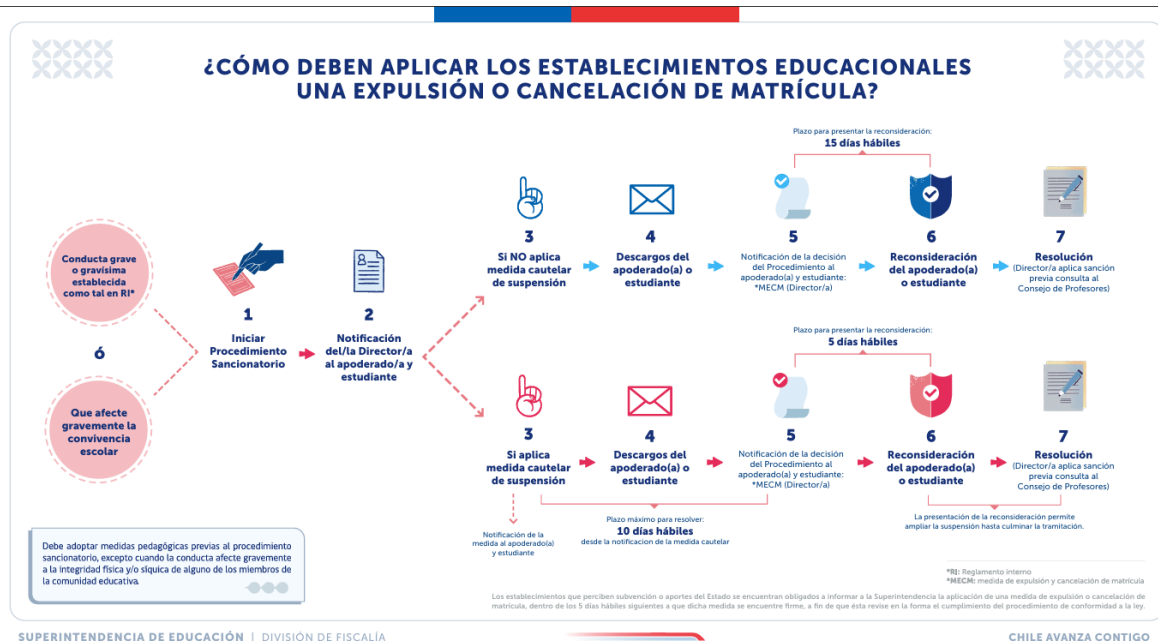 ¿CÓMO DEBEN APLICAR LOS ESTABLECIMIENTOS EDUCACIONALES
UNA EXPULSIÓN O CANCELACIÓN DE MATRÍCULA?
Conducta grave
o gravísima
establecida
como tal en RI*
ó
Que afecte
gravemente la
convivencia
escolar
1
Iniciar
Procedimiento
Sancionatorio
2
Notificación
del/la Director/a
al apoderado/a y
estudiante
3
Si NO aplica
medida cautelar
de suspensión
4
Descargos del
apoderado(a) o
estudiante
Plazo para presentar la reconsideración:
15 días hábiles
5
Notificación de la decisión
del Procedimiento al
apoderado(a) y estudiante:
*MECM (Director/a)
6
Reconsideración
del apoderado(a)
o estudiante
7
Resolución
(Director/a aplica sanción
previa consulta al
Consejo de Profesores)
3
Si aplica
medida cautelar
de suspensión
Notificación de la
medida al apoderado(a)
y estudiante
4
Descargos del
apoderado(a) o
estudiante
Plazo máximo para resolver:
10 días hábiles
desde la notificacion de la medida cautelar
Plazo para presentar la reconsideración:
5 días hábiles
5
Notificación de la decisión
del Procedimiento al
apoderado(a) y estudiante:
*MECM (Director/a)
6
Reconsideración
del apoderado(a)
o estudiante
7
Resolución
(Director/a aplica sanción
previa consulta al
Consejo de Profesores)
La presentación de la reconsideración permite
ampliar la suspensión hasta culminar la tramitación.
Debe adoptar medidas pedagógicas previas al procedimiento
sancionatorio, excepto cuando la conducta afecte gravemente
a la integridad física y/o síquica de alguno de los miembros de
la comunidad educativa.
*RI: Reglamento interno
*MECM: medida de expulsión y cancelación de matrícula
Los establecimientos que perciben subvención o aportes del Estado se encuentran obligados a informar a la Superintendencia la aplicación de una medida de expulsión o cancelación de
matrícula, dentro de los 5 días hábiles siguientes a que dicha medida se encuentre firme, a fin de que ésta revise en la forma el cumplimiento del procedimiento de conformidad a la ley.
SUPERINTENDENCIA DE EDUCACIÓN | DIVISIÓN DE FISCALÍA
CHILE AVANZA CONTIGO